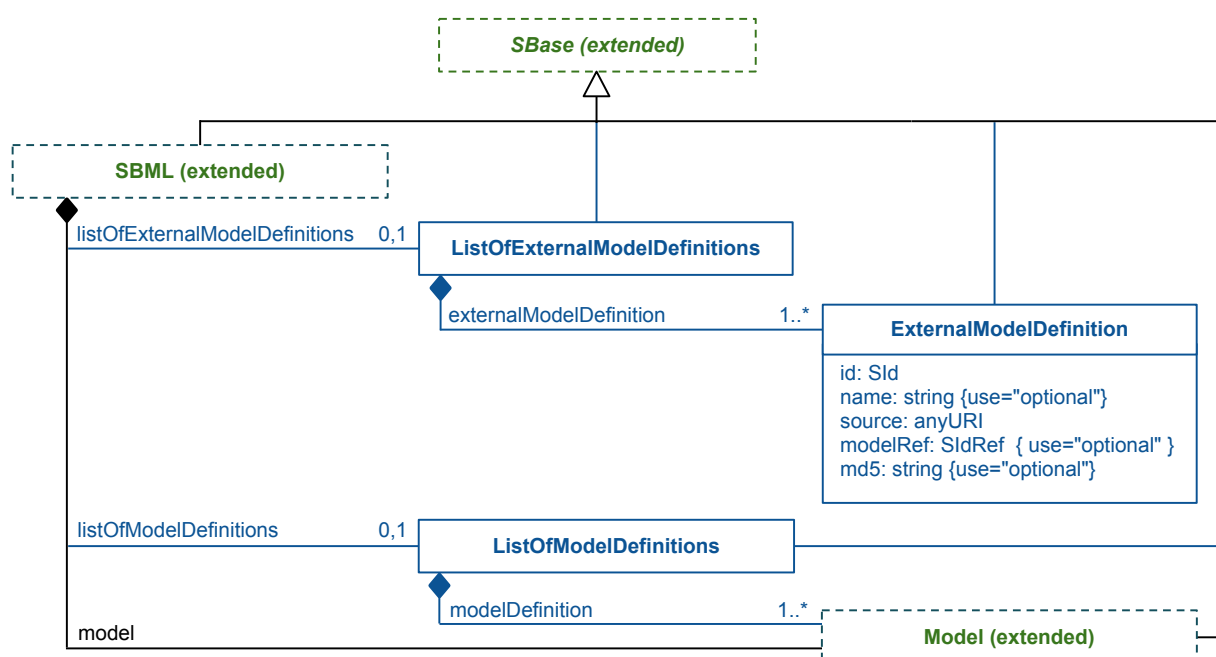 SBase (extended)
SBML (extended)
listOfExternalModelDefinitions 0,1
ListOfExternalModelDefinitions
externalModelDefinition 1..*
ExternalModelDefinition
id: SId
name: string {use="optional"}
source: anyURI
modelRef: SIdRef { use="optional" }
md5: string {use="optional"}
listOfModelDefinitions 0,1
ListOfModelDefinitions
modelDefinition 1..*
model
Model (extended)